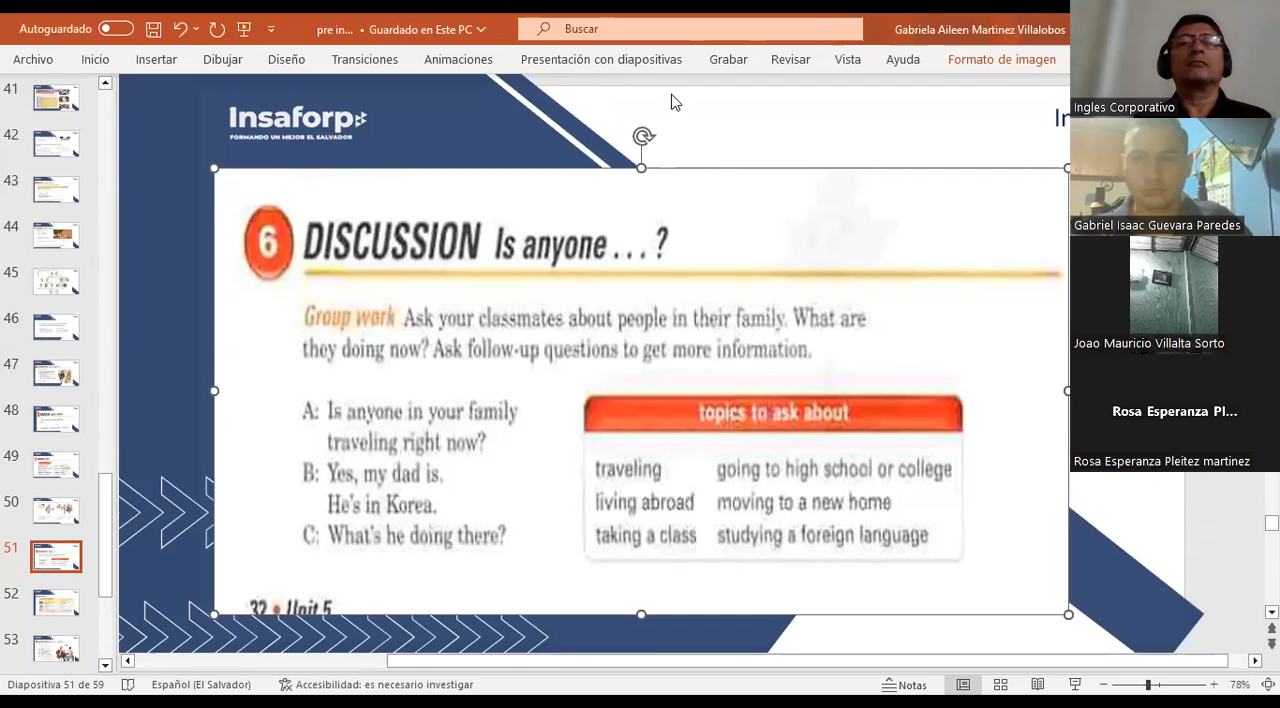 Autoguardado
pre in... • Guardado en Este PC
Buscar
Gabriela Aileen Martinez Villalobos
Archivo Inicio Insertar Dibujar Diseño Transiciones Animaciones Presentación con diapositivas Grabar Revisar Vista Ayuda Formato de imagen
41
42
43
44
45
46
47
48
49
50
51
52
53
Insaforp
FORMANDO UN MEJOR EL SALVADOR
In
6 DISCUSSION Is anyone . . . ?
Group work Ask your classmates about people in their family. What are
they doing now? Ask follow-up questions to get more information.
A: Is anyone in your family
traveling right now?
B: Yes, my dad is.
He's in Korea.
C: What's he doing there?
topics to ask about
traveling going to high school or college
living abroad moving to a new home
taking a class studying a foreign language
32 • Unit 5
Ingles Corporativo
Gabriel Isaac Guevara Paredes
Joao Mauricio Villalta Sorto
Rosa Esperanza Pl...
Rosa Esperanza Pleitez martinez
Diapositiva 51 de 59 Español (El Salvador) Accesibilidad: es necesario investigar Notas 78%